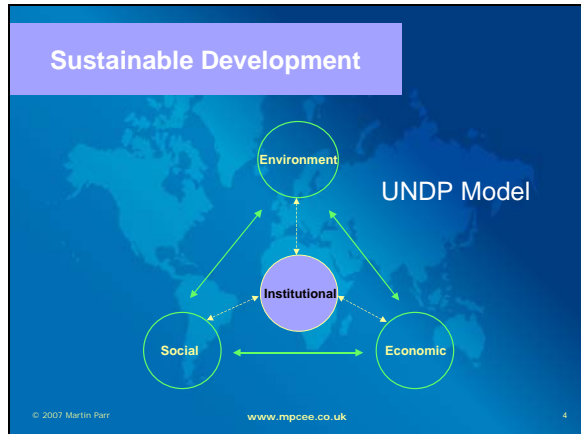 Sustainable Development
Environment
UNDP Model
Institutional
Social
Economic
© 2007 Martin Parr
www.mpcee.co.uk
4